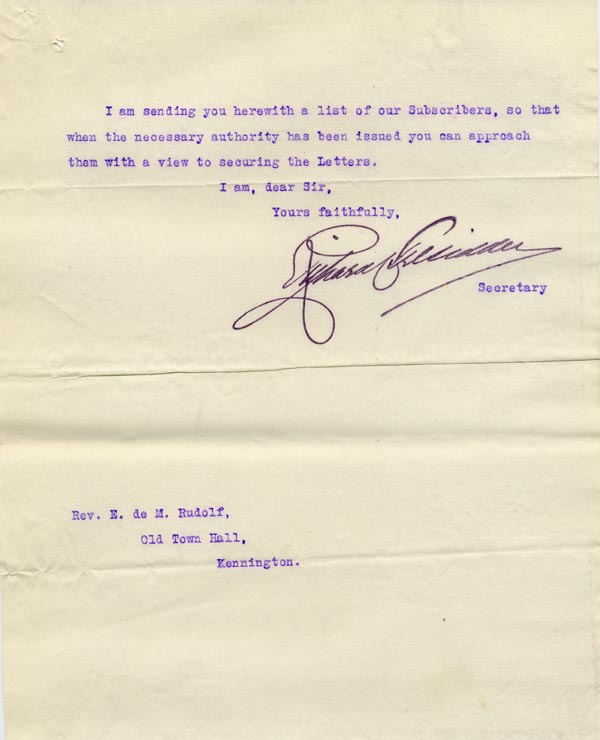 I am sending you herewith a list of our Subscribers, so that
when the necessary authority has been issued you can approach
them with a view to securing the Letters.
I am, dear Sir,
Yours faithfully,
Richard
Secretary
Rev. E. de M. Rudolf,
Old Town Hall,
Kennington.